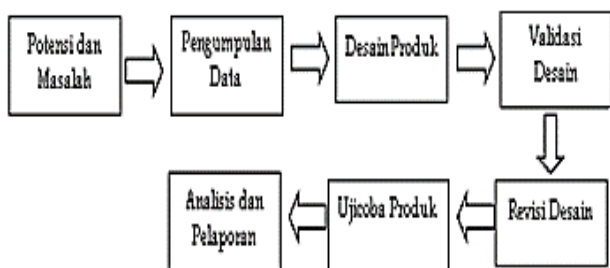 Potensi dan
Masalah
Pengumpulan
Data
Desain Produk
Validasi
Desain
Revisi Desain
Ujicoba Produk
Analisis dan
Pelaporan